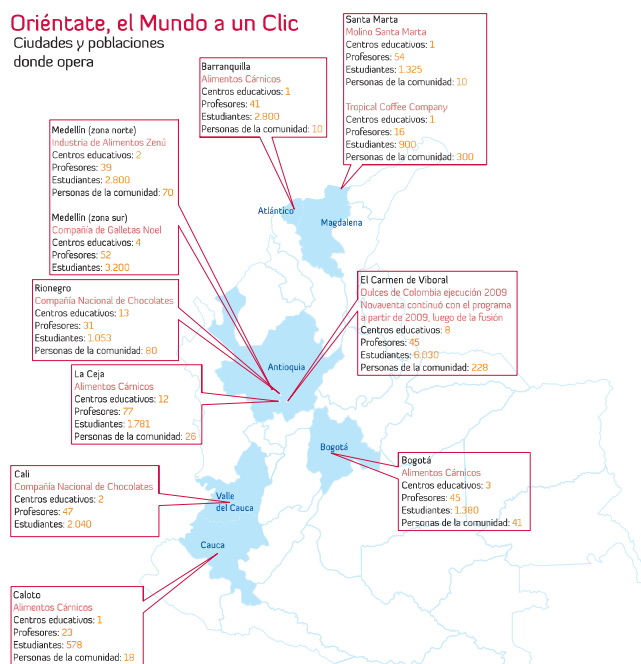 Oriéntate, el Mundo a un Clic
Ciudades y poblaciones
donde opera
Santa Marta
Molino Santa Marta
Centros educativos: 1
Profesores: 54
Estudiantes: 1.325
Personas de la comunidad: 10
Tropical Coffee Company
Centros educativos: 1
Profesores: 16
Estudiantes: 900
Personas de la comunidad: 300
Barranquilla
Alimentos Cárnicos
Centros educativos: 1
Profesores: 41
Estudiantes: 2.800
Personas de la comunidad: 10
Medellín (zona norte)
Industria de Alimentos Zenú
Centros educativos: 2
Profesores: 39
Estudiantes: 2.800
Personas de la comunidad: 70
Medellín (zona sur)
Compañía de Galletas Noel
Centros educativos: 4
Profesores: 52
Estudiantes: 3.200
Atlántico
Magdalena
Rionegro
Compañía Nacional de Chocolates
Centros educativos: 13
Profesores: 31
Estudiantes: 1.053
Personas de la comunidad: 80
El Carmen de Viboral
Dulces de Colombia ejecución 2009
Novaventa continuó con el programa
a partir de 2009, luego de la fusión
Centros educativos: 8
Profesores: 45
Estudiantes: 6.030
Personas de la comunidad: 228
Antioquia
La Ceja
Alimentos Cárnicos
Centros educativos: 12
Profesores: 77
Estudiantes: 1.781
Personas de la comunidad: 26
Bogotá
Bogotá
Alimentos Cárnicos
Centros educativos: 3
Profesores: 45
Estudiantes: 1.380
Personas de la comunidad: 41
Cali
Compañía Nacional de Chocolates
Centros educativos: 2
Profesores: 47
Estudiantes: 2.040
Valle
del Cauca
Cauca
Caloto
Alimentos Cárnicos
Centros educativos: 1
Profesores: 23
Estudiantes: 578
Personas de la comunidad: 18